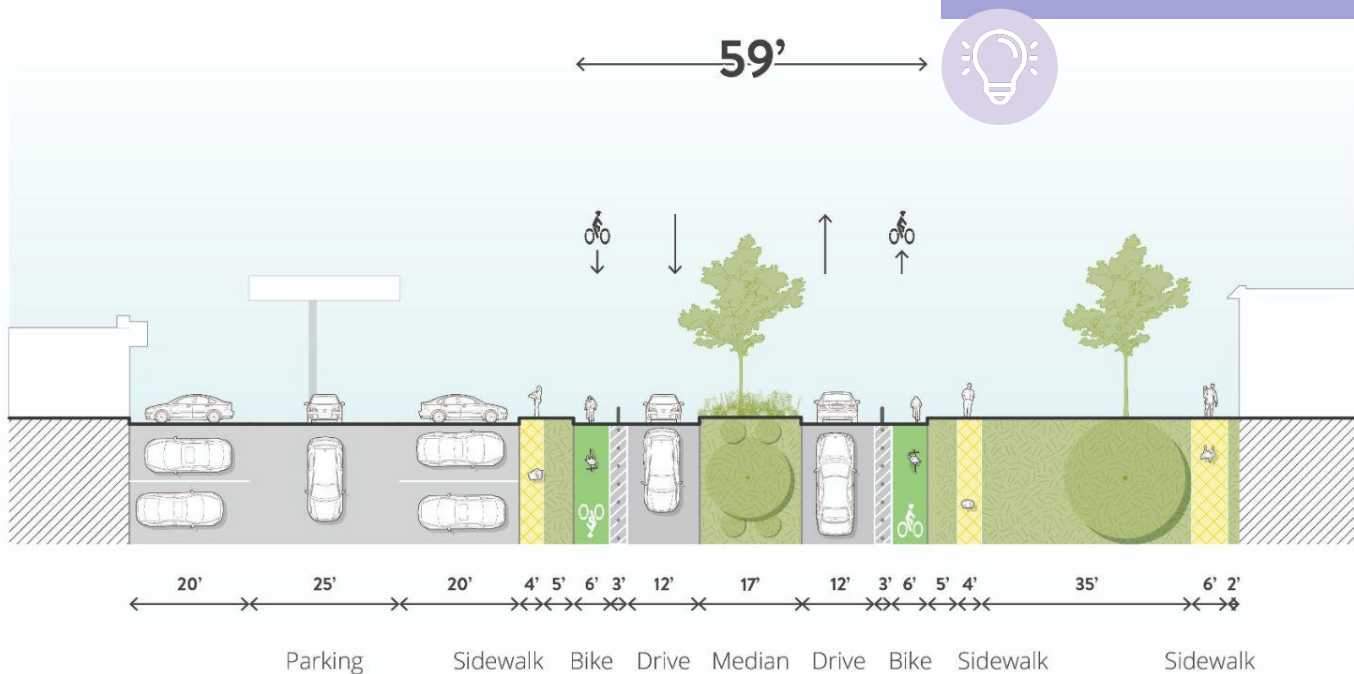 59’
20’ 25’ 20’ 4’ 5’ 6’ 3’ 12’ 17’ 12’ 3’ 6’ 5’ 4’ 35’ 6’ 2’
Parking Sidewalk Bike Drive Median Drive Bike Sidewalk Sidewalk